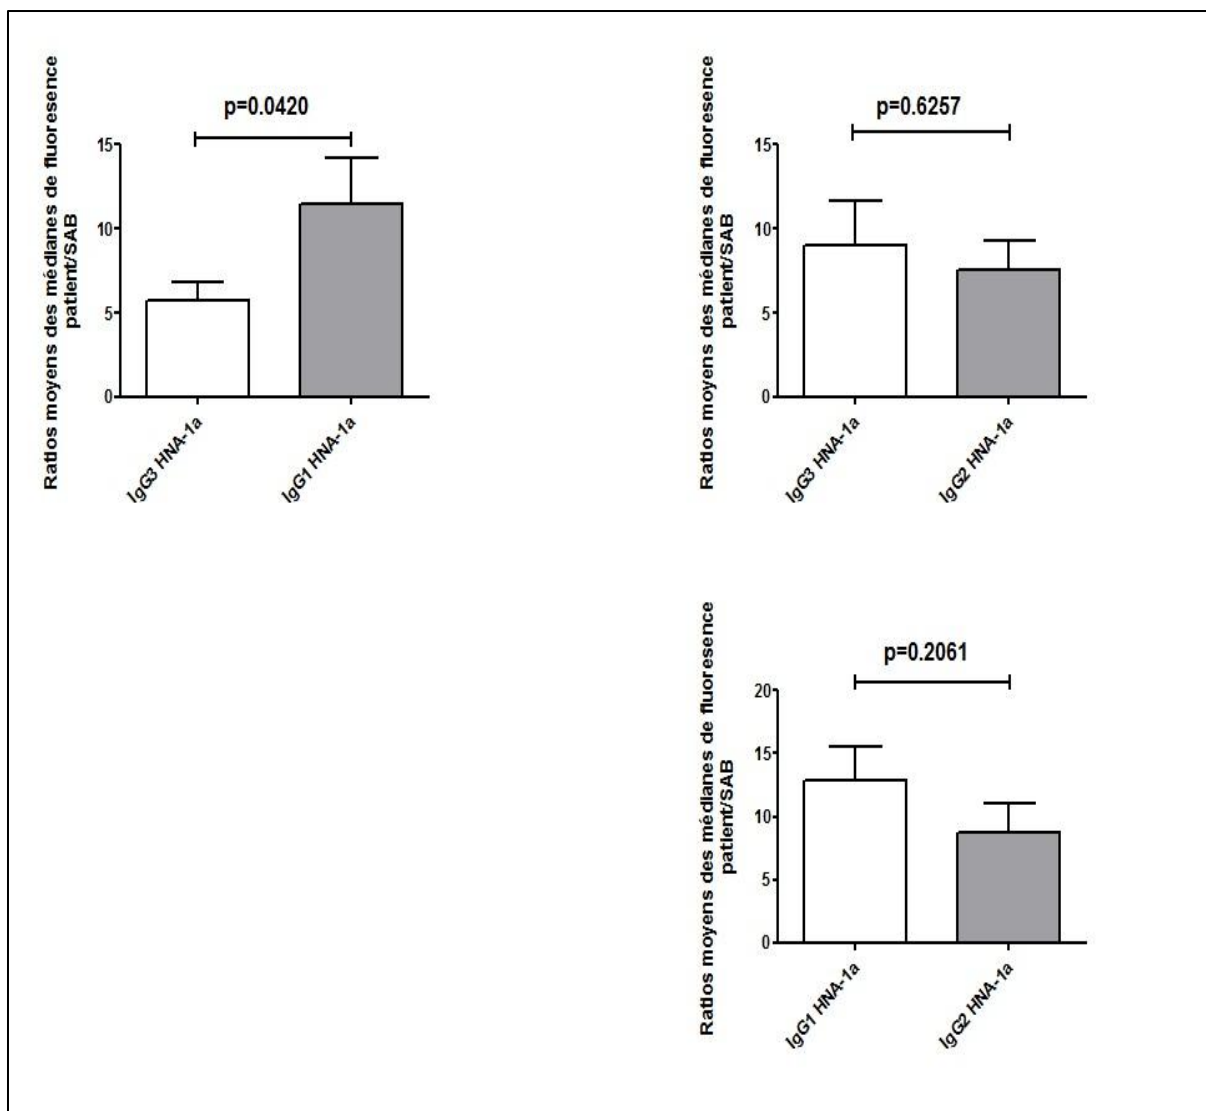 Ratios moyens des médianes de fluoresence
patient/SAB
p=0.0420
15
10
5
0
IgG3 HNA-1a
IgG1 HNA-1a
Ratios moyens des médianes de fluoresence
patient/SAB
p=0.6257
15
10
5
0
IgG3 HNA-1a
IgG2 HNA-1a
Ratios moyens des médianes de fluoresence
patient/SAB
p=0.2061
20
15
10
5
0
IgG1 HNA-1a
IgG2 HNA-1a